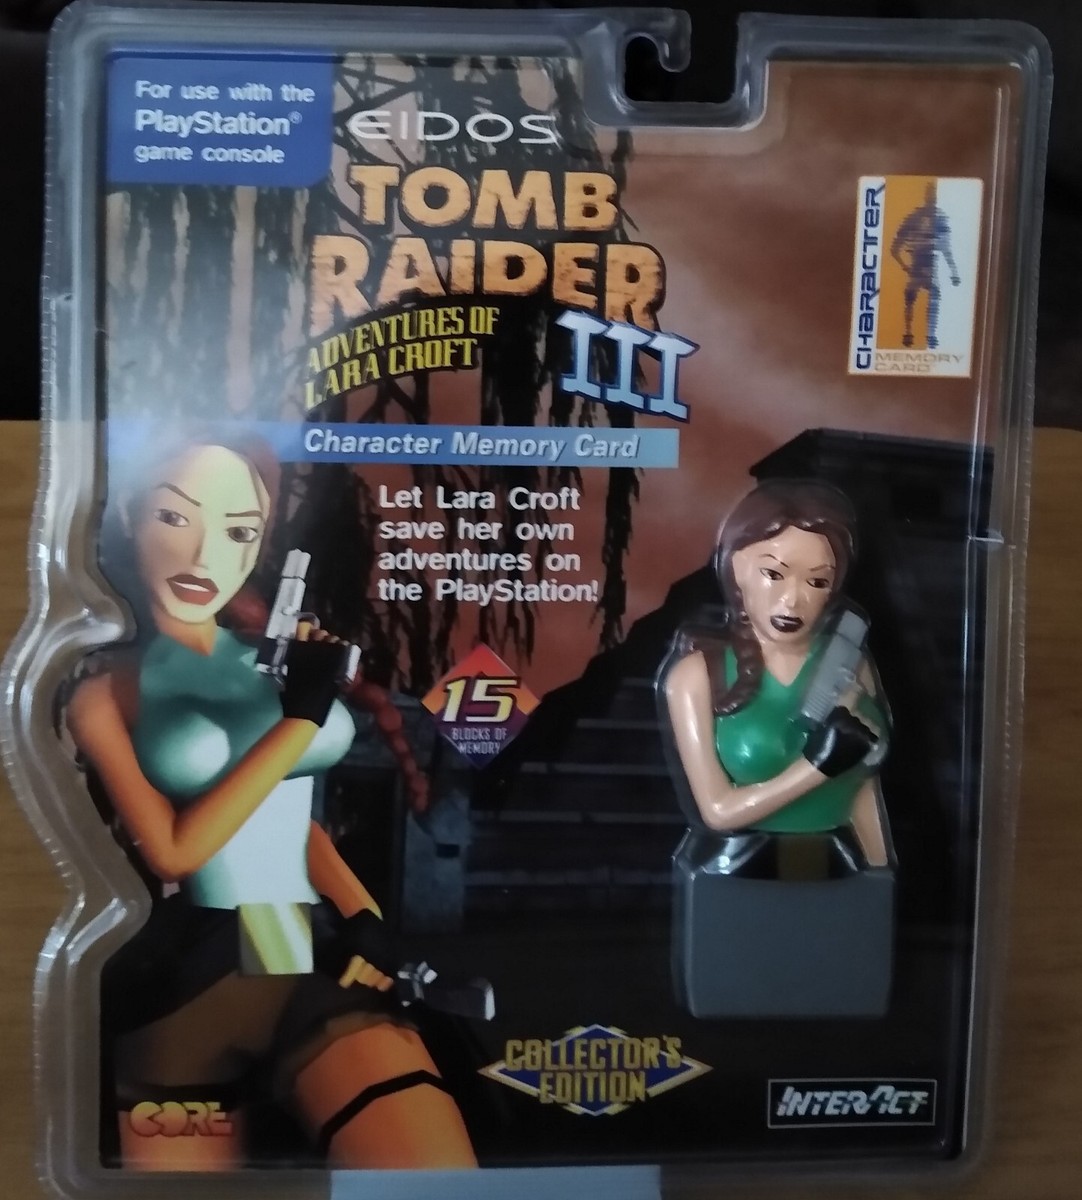 For use with the
PlayStation®
game console
EIDOS
TOMB
RAIDER
III
ADVENTURES OF
LARA CROFT
CHARACTER
MEMORY
CARD
Character Memory Card
Let Lara Croft
save her own
adventures on
the PlayStation!
15
BLOCKS OF
MEMORY
COLLECTOR'S
EDITION
CORE
INTERACT